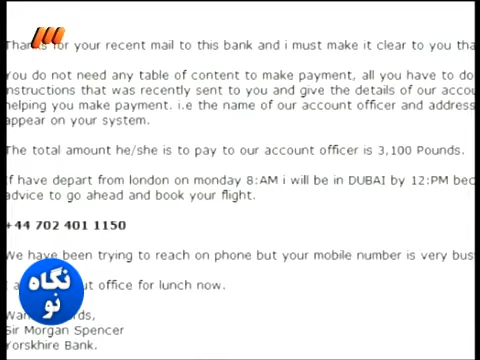 Thanks for your recent mail to this bank and i must make it clear to you tha
You do not need any table of content to make payment, all you have to do
instructions that was recently sent to you and give the details of our accou
helping you make payment. i.e the name of our account officer and address
appear on your system.
The total amount he/she is to pay to our account officer is 3,100 Pounds.
If have depart from london on monday 8:AM i will be in DUBAI by 12:PM bec
advice to go ahead and book your flight.
+44 702 401 1150
We have been trying to reach on phone but your mobile number is very bus
out office for lunch now.
Sir Morgan Spencer
Yorskhire Bank.
نگاه
نو